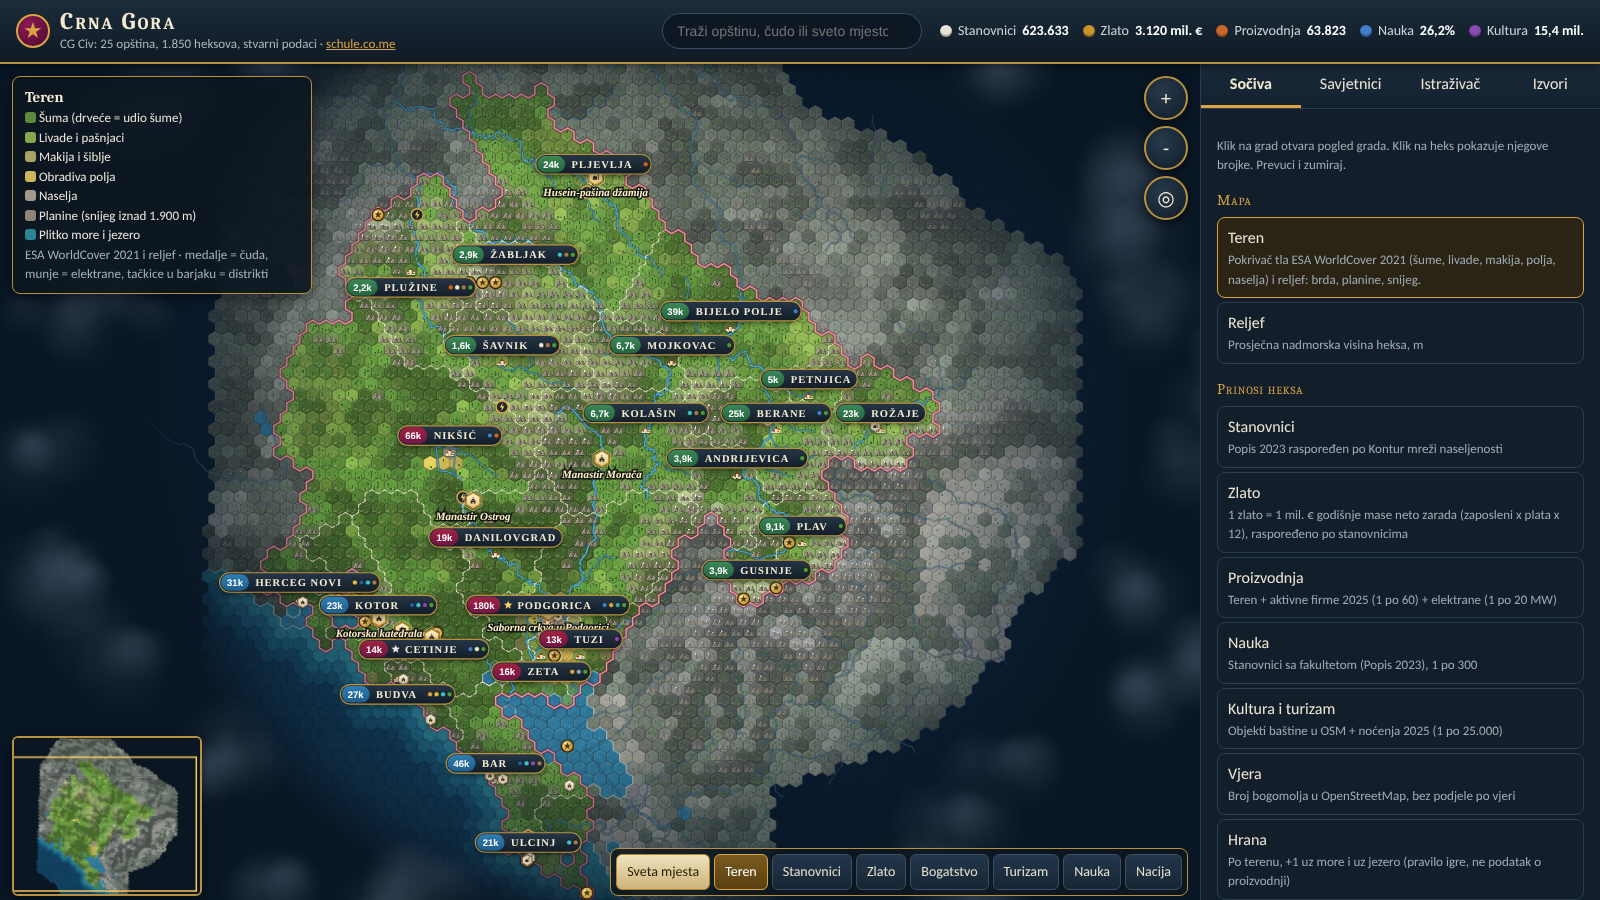 Crna Gora
CG Civ: 25 opština, 1.850 heksova, stvarni podaci · schule.co.me
Traži opštinu, čudo ili sveto mjesto
Stanovnici 623.633
Zlato 3.120 mil. €
Proizvodnja 63.823
Nauka 26,2%
Kultura 15,4 mil.
Teren
Šuma (drveće = udio šume)
Livade i pašnjaci
Makija i šiblje
Obradiva polja
Naselja
Planine (snijeg iznad 1.900 m)
Plitko more i jezero
ESA WorldCover 2021 i reljef · medalje = čuda,
munje = elektrane, tačkice u barjaku = distrikti
+
-
◎
24k PLJEVLJA
Husein-pašina džamija
2,9k ŽABLJAK
2,2k PLUŽINE
39k BIJELO POLJE
1,6k ŠAVNIK
6,7k MOJKOVAC
5k PETNJICA
6,7k KOLAŠIN
25k BERANE
23k ROŽAJE
66k NIKŠIĆ
3,9k ANDRIJEVICA
Manastir Morača
Manastir Ostrog
9,1k PLAV
19k DANILOVGRAD
3,9k GUSINJE
31k HERCEG NOVI
23k KOTOR
180k ★ PODGORICA
Kotorska katedrala
Saborna crkva u Podgorici
13k TUZI
14k ★ CETINJE
16k ZETA
27k BUDVA
46k BAR
21k ULCINJ
Sveta mjesta
Teren
Stanovnici
Zlato
Bogatstvo
Turizam
Nauka
Nacija
Sočiva
Savjetnici
Istraživač
Izvori
Klik na grad otvara pogled grada. Klik na heks pokazuje njegove
brojke. Prevuci i zumiraj.
Mapa
Teren
Pokrivač tla ESA WorldCover 2021 (šume, livade, makija, polja,
naselja) i reljef: brda, planine, snijeg.
Reljef
Prosječna nadmorska visina heksa, m
Prinosi heksa
Stanovnici
Popis 2023 raspoređen po Kontur mreži naseljenosti
Zlato
1 zlato = 1 mil. € godišnje mase neto zarada (zaposleni x plata x
12), raspoređeno po stanovnicima
Proizvodnja
Teren + aktivne firme 2025 (1 po 60) + elektrane (1 po 20 MW)
Nauka
Stanovnici sa fakultetom (Popis 2023), 1 po 300
Kultura i turizam
Objekti baštine u OSM + noćenja 2025 (1 po 25.000)
Vjera
Broj bogomolja u OpenStreetMap, bez podjele po vjeri
Hrana
Po terenu, +1 uz more i uz jezero (pravilo igre, ne podatak o
proizvodnji)